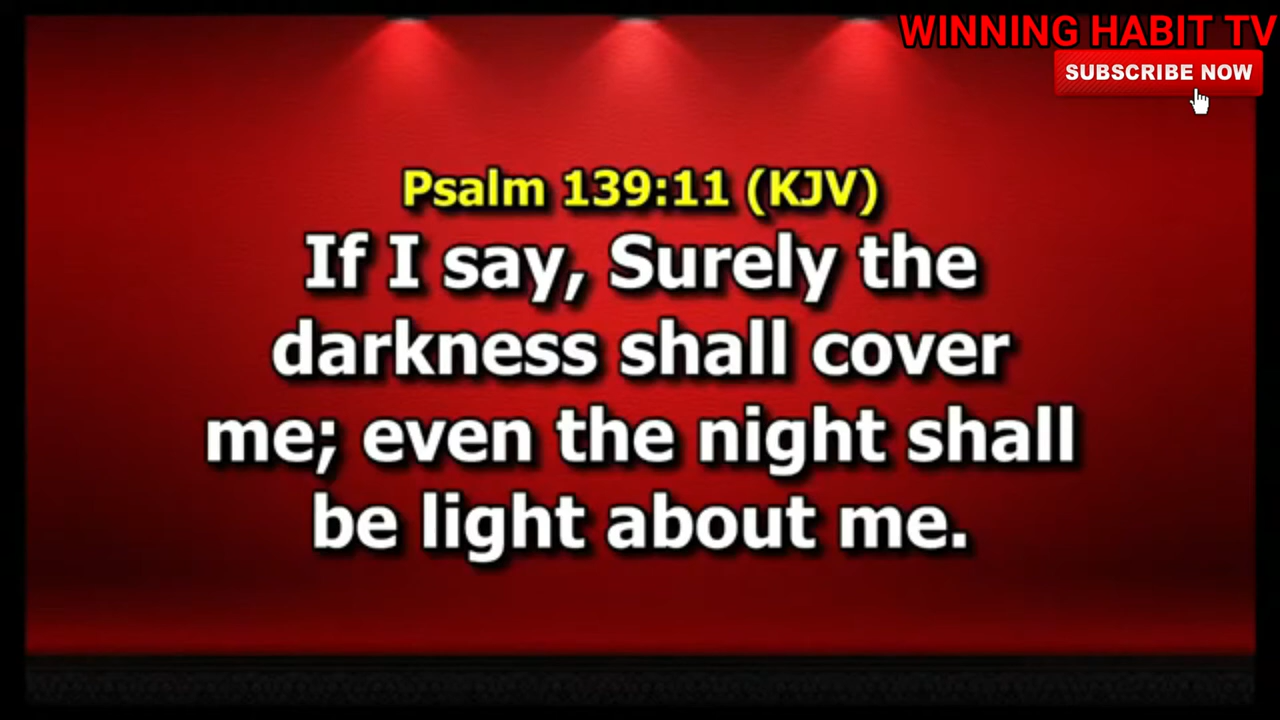 WINNING HABIT TV
SUBSCRIBE NOW
Psalm 139:11 (KJV)
If I say, Surely the
darkness shall cover
me; even the night shall
be light about me.